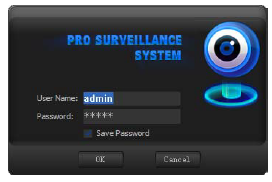 PRO SURVEILLANCE
SYSTEM
User Name: admin
Password: *****
Save Password
OK Cancel